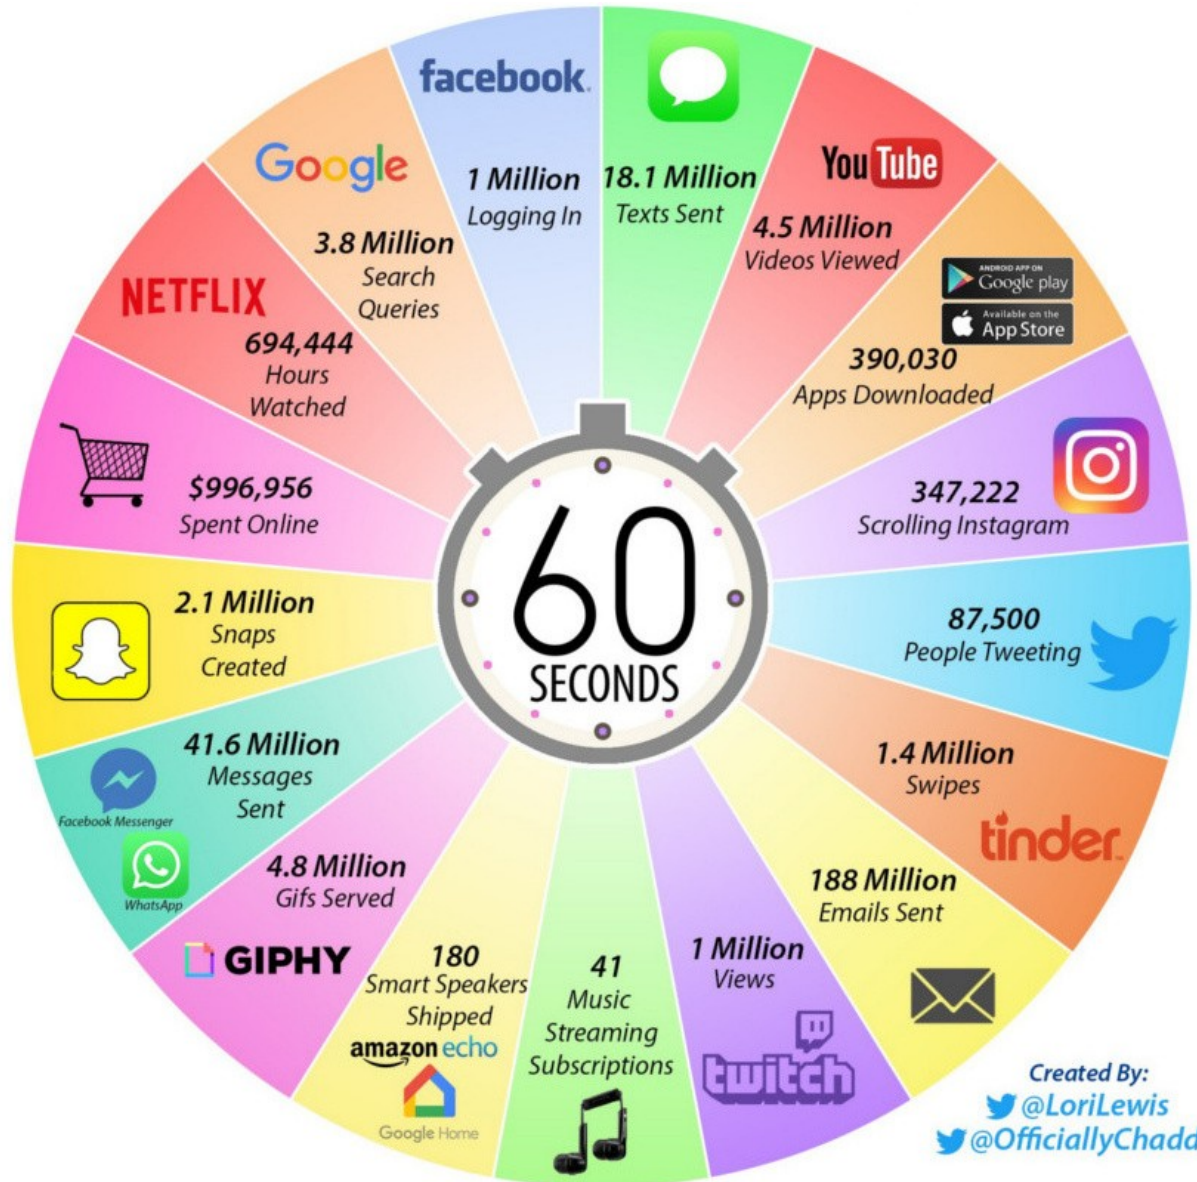 facebook.
1 Million
Logging In
18.1 Million
Texts Sent
YouTube
4.5 Million
Videos Viewed
ANDROID APP ON
Google play
Available on the
App Store
390,030
Apps Downloaded
347,222
Scrolling Instagram
87,500
People Tweeting
1.4 Million
Swipes
tinder
188 Million
Emails Sent
1 Million
Views
twitch
41
Music
Streaming
Subscriptions
180
Smart Speakers
Shipped
amazon echo
Google Home
4.8 Million
Gifs Served
GIPHY
41.6 Million
Messages
Sent
Facebook Messenger
WhatsApp
2.1 Million
Snaps
Created
$996,956
Spent Online
NETFLIX
694,444
Hours
Watched
Google
3.8 Million
Search
Queries
60
SECONDS
Created By:
@LoriLewis
@OfficiallyChadd